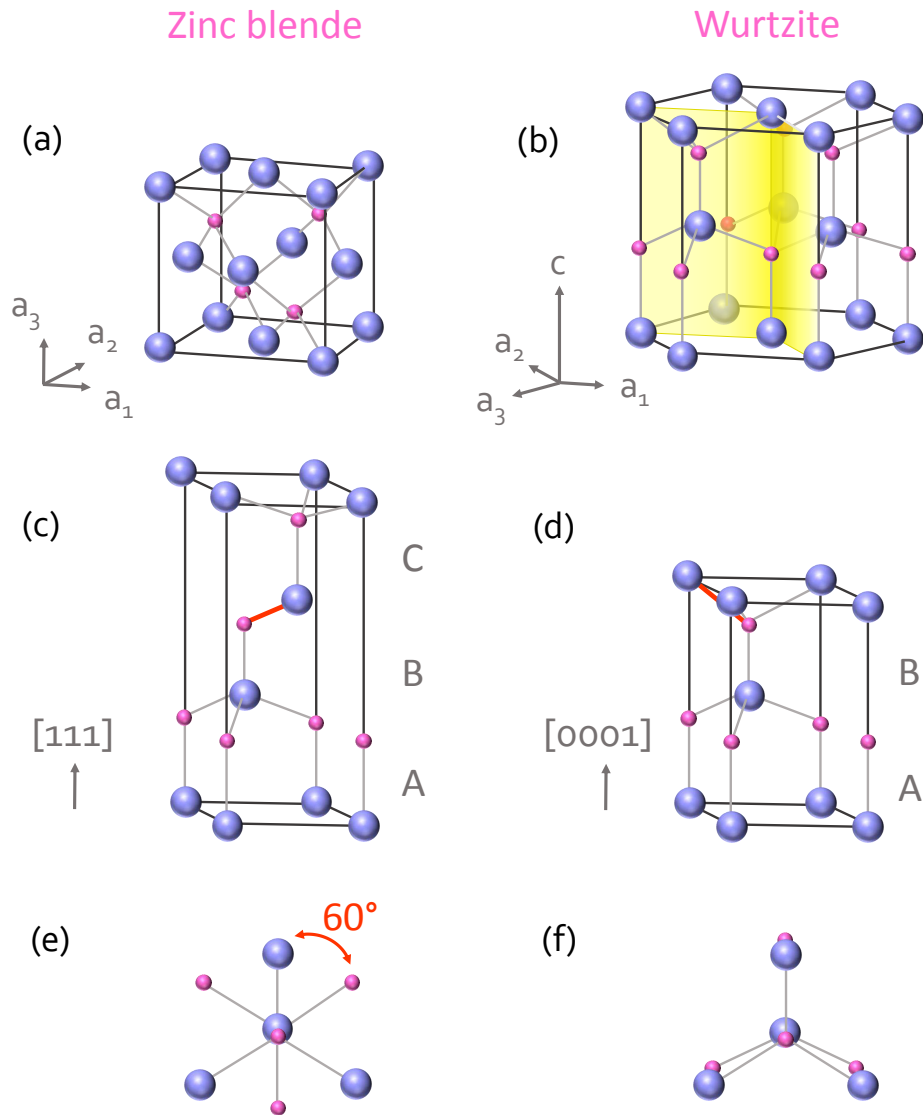 Zinc blende
Wurtzite
(a)
(b)
a3
a2
a1
c
a2
a3
a1
(c)
(d)
C
B
[111]
A
B
[0001]
A
(e)
60°
(f)